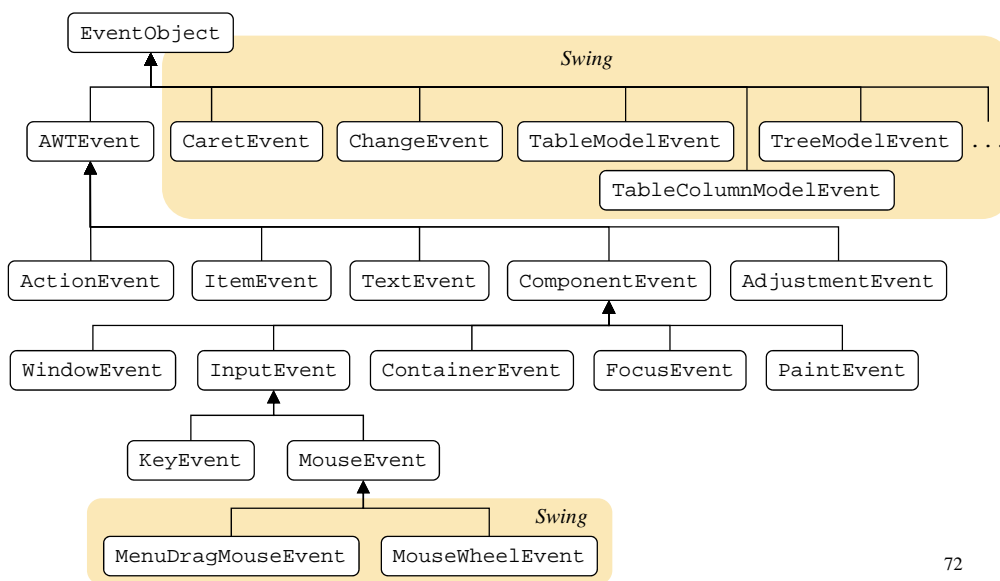 EventObject
Swing
AWTEvent CaretEvent ChangeEvent TableModelEvent TreeModelEvent ...
TableColumnModelEvent
ActionEvent ItemEvent TextEvent ComponentEvent AdjustmentEvent
WindowEvent InputEvent ContainerEvent FocusEvent PaintEvent
KeyEvent MouseEvent
Swing
MenuDragMouseEvent MouseWheelEvent
72